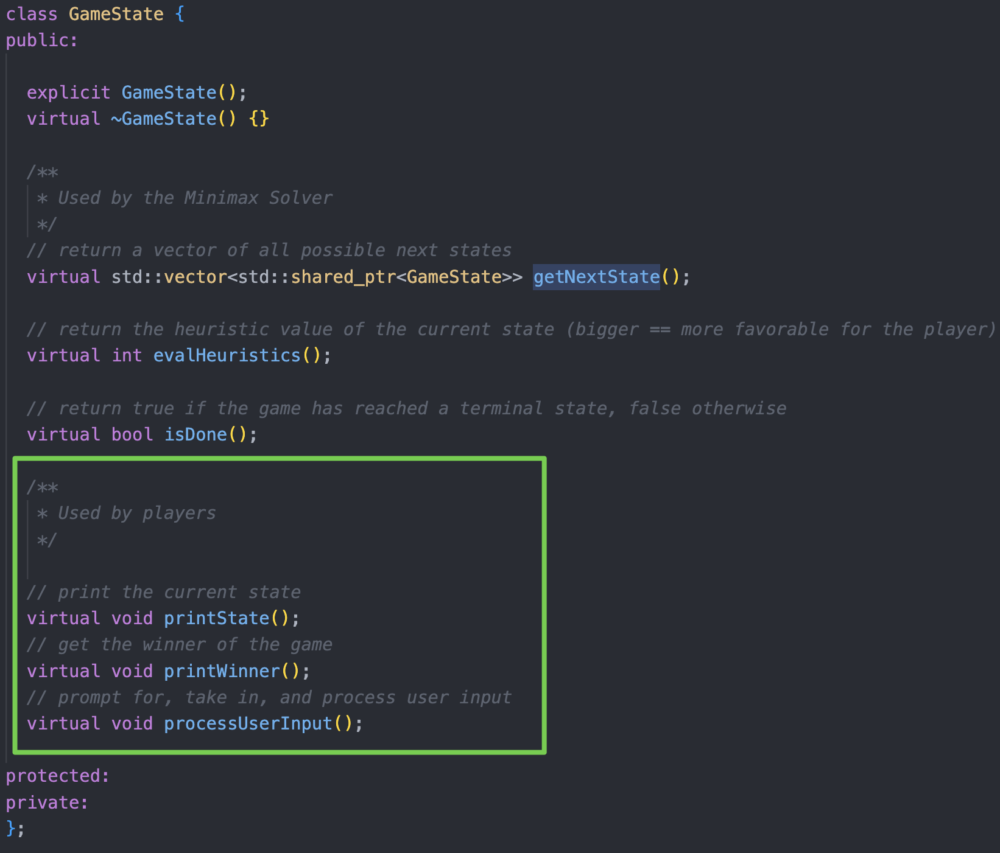 class GameState {
public:
explicit GameState();
virtual ~GameState() {}
/**
* Used by the Minimax Solver
*/
// return a vector of all possible next states
virtual std::vector<std::shared_ptr<GameState>> getNextState();
// return the heuristic value of the current state (bigger == more favorable for the player)
virtual int evalHeuristics();
// return true if the game has reached a terminal state, false otherwise
virtual bool isDone();
/**
* Used by players
*/
// print the current state
virtual void printState();
// get the winner of the game
virtual void printWinner();
// prompt for, take in, and process user input
virtual void processUserInput();
protected:
private:
};